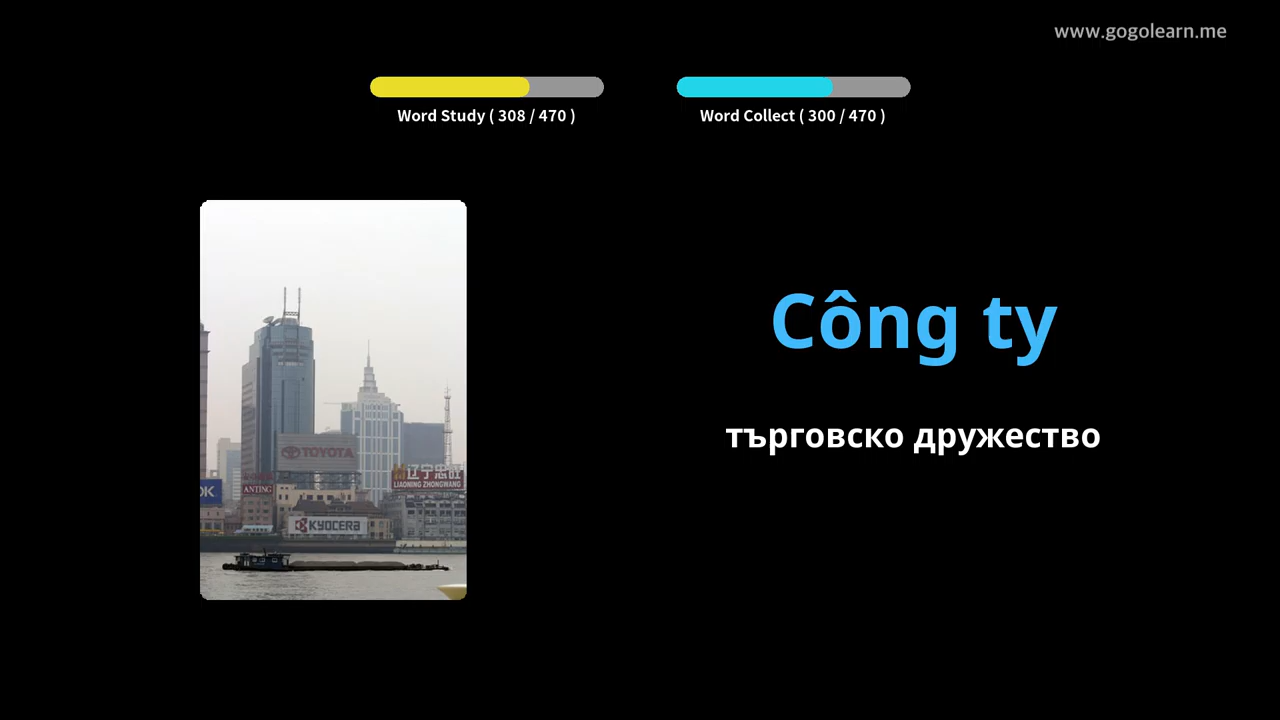 www.gogolearn.me
Word Study ( 308 / 470 )
Word Collect ( 300 / 470 )
Công ty
търговско дружество
TOYOTA
辽宁忠旺
LIAONING ZHONGWANG
OK
ANTING
KYOCERA